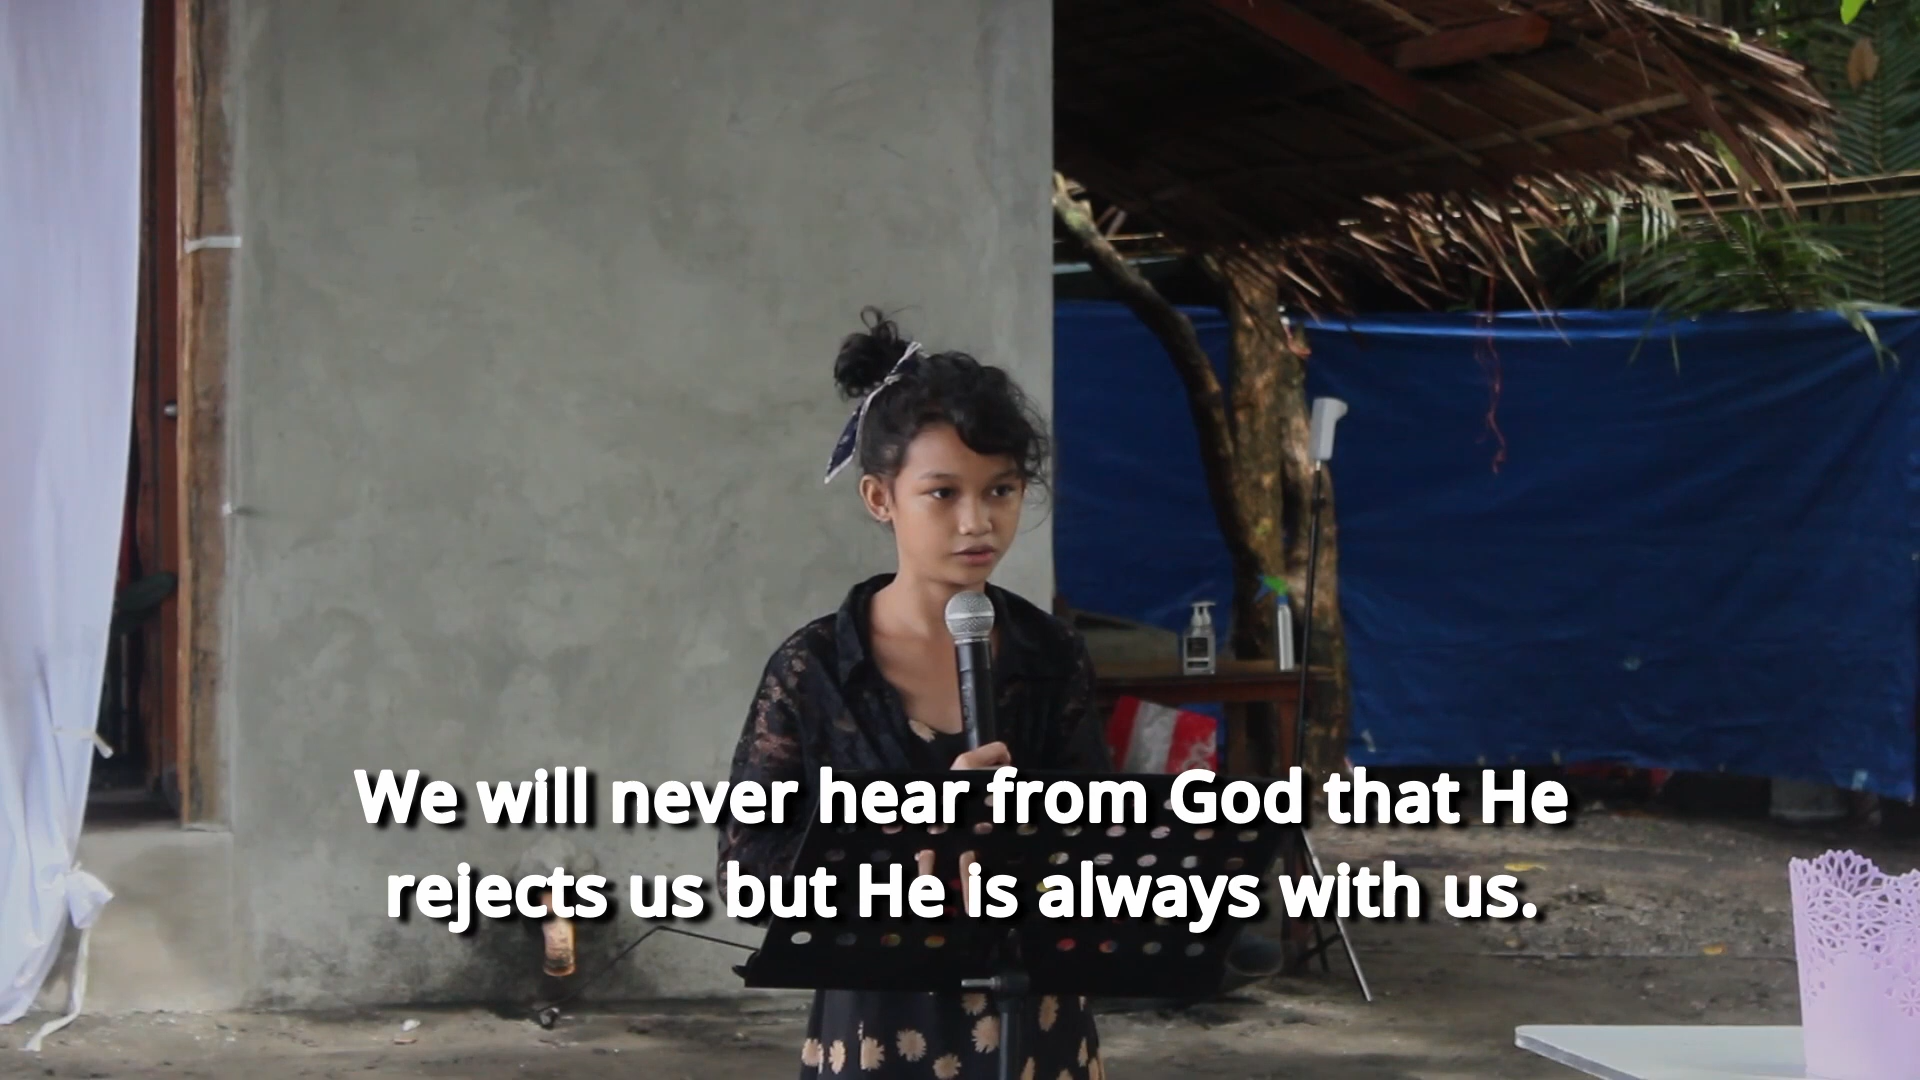 We will never hear from God that He
rejects us but He is always with us.